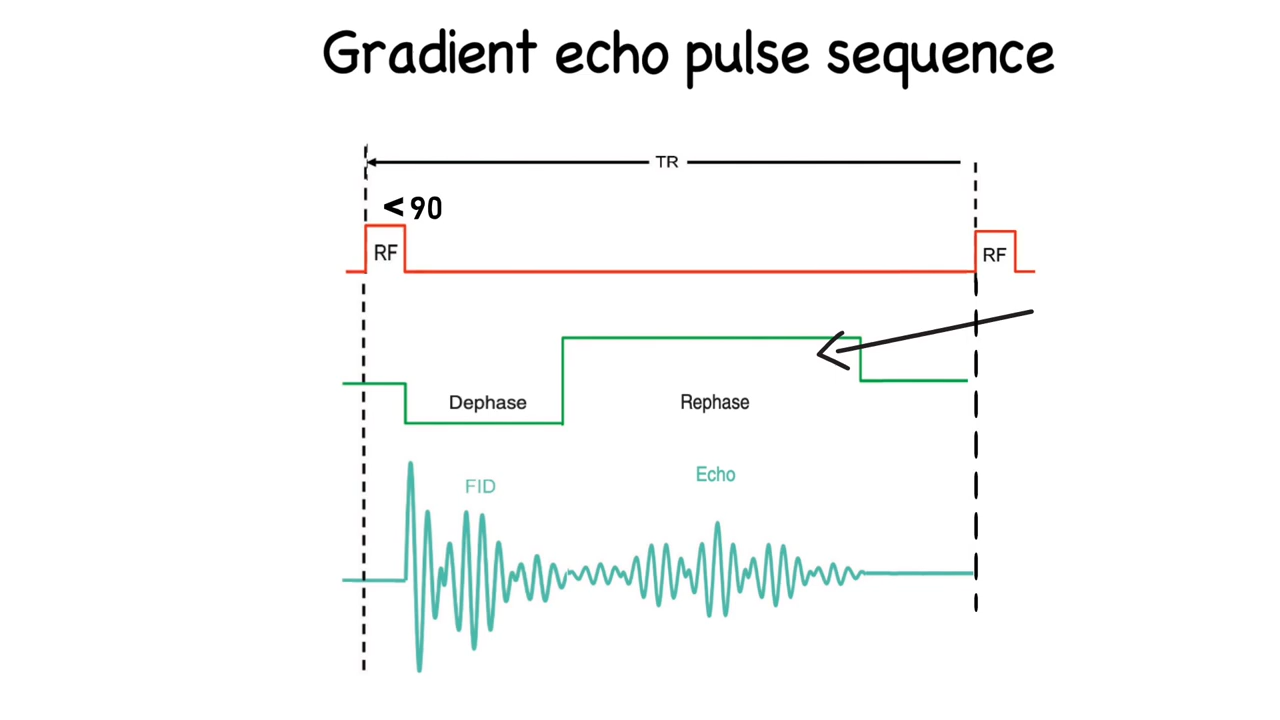 Gradient echo pulse sequence
TR
< 90
RF
RF
Dephase
Rephase
FID
Echo